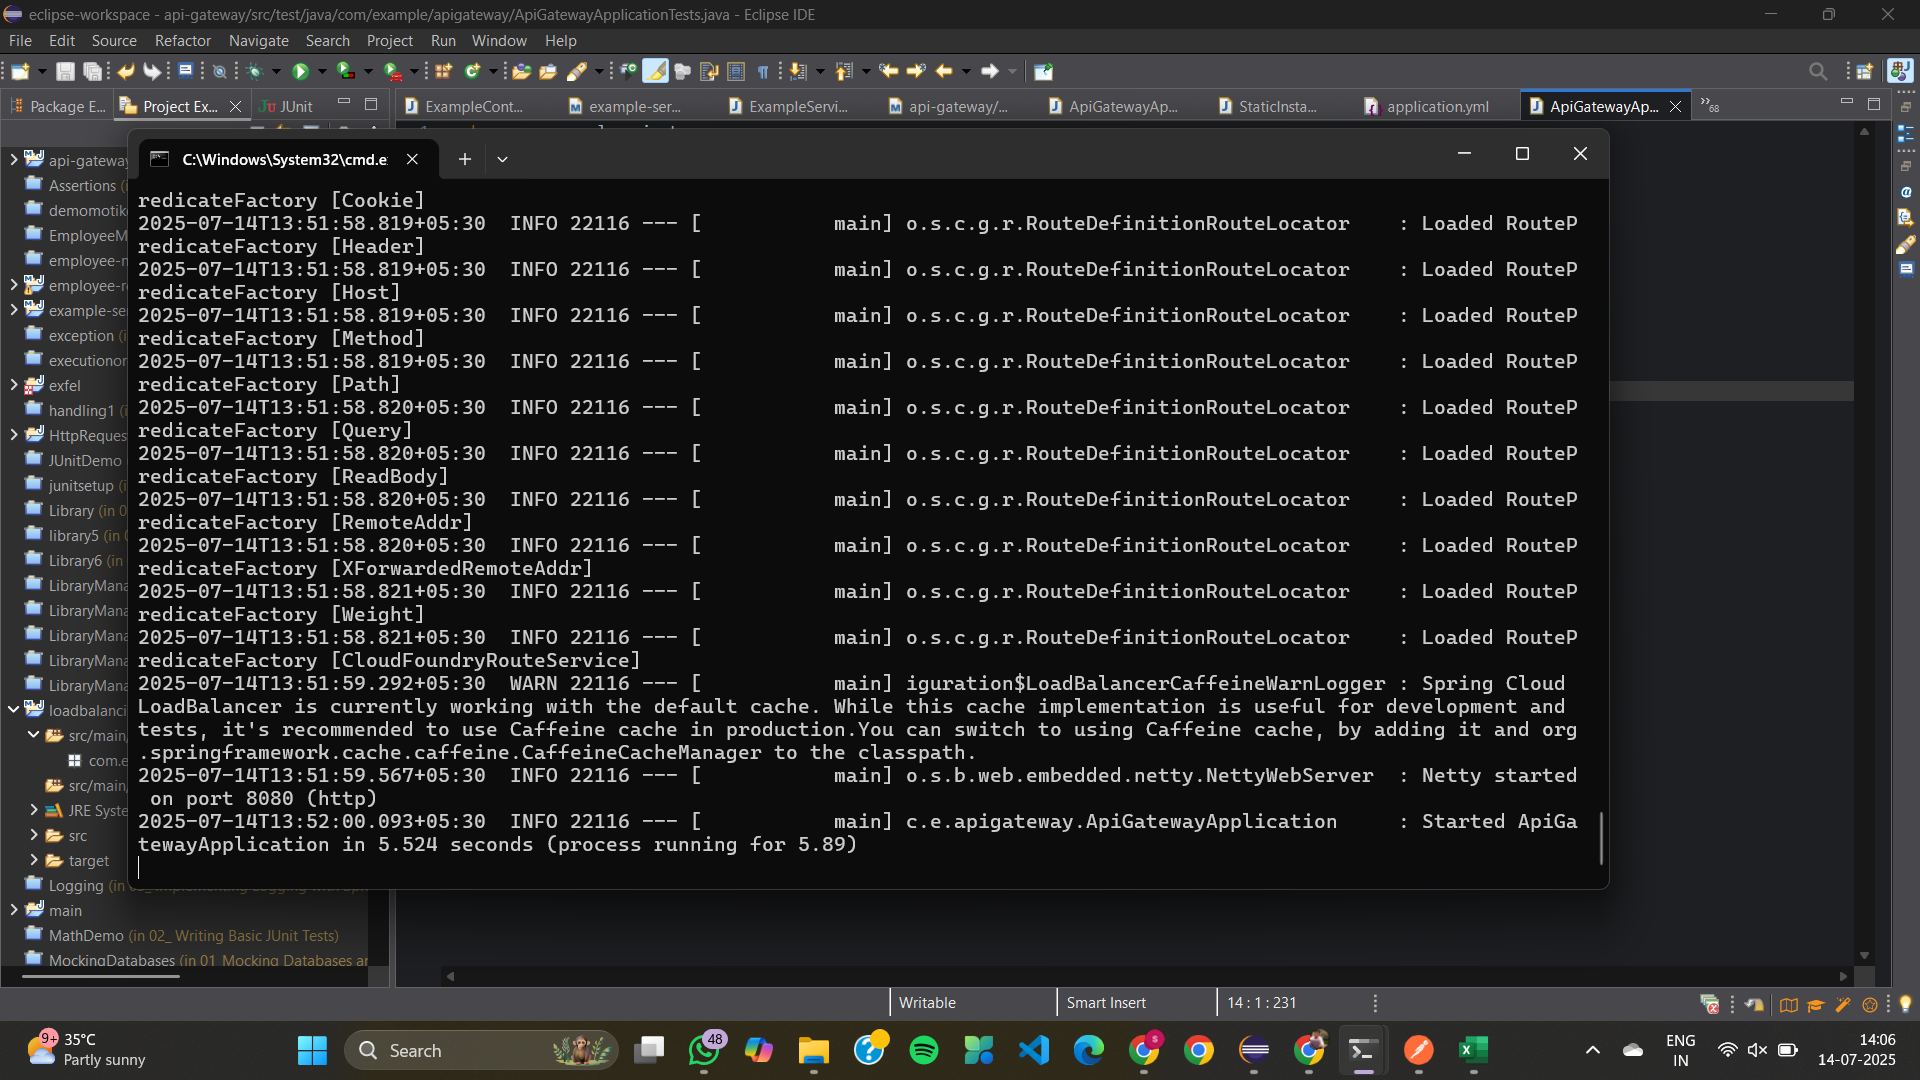 eclipse-workspace - api-gateway/src/test/java/com/example/apigateway/ApiGatewayApplicationTests.java - Eclipse IDE
File Edit Source Refactor Navigate Search Project Run Window Help
Package E... Project Ex... JUnit ExampleCont... example-ser... ExampleServi... api-gateway/... ApiGatewayAp... StaticInsta... application.yml ApiGatewayAp... 68
C:\Windows\System32\cmd.e
redicateFactory [Cookie]
2025-07-14T13:51:58.819+05:30  INFO 22116 --- [           main] o.s.c.g.r.RouteDefinitionRouteLocator    : Loaded RouteP
redicateFactory [Header]
2025-07-14T13:51:58.819+05:30  INFO 22116 --- [           main] o.s.c.g.r.RouteDefinitionRouteLocator    : Loaded RouteP
redicateFactory [Host]
2025-07-14T13:51:58.819+05:30  INFO 22116 --- [           main] o.s.c.g.r.RouteDefinitionRouteLocator    : Loaded RouteP
redicateFactory [Method]
2025-07-14T13:51:58.819+05:30  INFO 22116 --- [           main] o.s.c.g.r.RouteDefinitionRouteLocator    : Loaded RouteP
redicateFactory [Path]
2025-07-14T13:51:58.820+05:30  INFO 22116 --- [           main] o.s.c.g.r.RouteDefinitionRouteLocator    : Loaded RouteP
redicateFactory [Query]
2025-07-14T13:51:58.820+05:30  INFO 22116 --- [           main] o.s.c.g.r.RouteDefinitionRouteLocator    : Loaded RouteP
redicateFactory [ReadBody]
2025-07-14T13:51:58.820+05:30  INFO 22116 --- [           main] o.s.c.g.r.RouteDefinitionRouteLocator    : Loaded RouteP
redicateFactory [RemoteAddr]
2025-07-14T13:51:58.820+05:30  INFO 22116 --- [           main] o.s.c.g.r.RouteDefinitionRouteLocator    : Loaded RouteP
redicateFactory [XForwardedRemoteAddr]
2025-07-14T13:51:58.821+05:30  INFO 22116 --- [           main] o.s.c.g.r.RouteDefinitionRouteLocator    : Loaded RouteP
redicateFactory [Weight]
2025-07-14T13:51:58.821+05:30  INFO 22116 --- [           main] o.s.c.g.r.RouteDefinitionRouteLocator    : Loaded RouteP
redicateFactory [CloudFoundryRouteService]
2025-07-14T13:51:59.292+05:30  WARN 22116 --- [           main] iguration$LoadBalancerCaffeineWarnLogger : Spring Cloud
LoadBalancer is currently working with the default cache. While this cache implementation is useful for development and
tests, it's recommended to use Caffeine cache in production.You can switch to using Caffeine cache, by adding it and org
.springframework.cache.caffeine.CaffeineCacheManager to the classpath.
2025-07-14T13:51:59.567+05:30  INFO 22116 --- [           main] o.s.b.web.embedded.netty.NettyWebServer  : Netty started
on port 8080 (http)
2025-07-14T13:52:00.093+05:30  INFO 22116 --- [           main] c.e.apigateway.ApiGatewayApplication     : Started ApiGa
tewayApplication in 5.524 seconds (process running for 5.89)
api-gateway
Assertions (i
demomotik
EmployeeM
employee-
employee-r
example-se
exception (i
executionor
exfel
handling1 (i
HttpReques
JUnitDemo
junitsetup (i
Library (in 0
library5 (in
Library6 (in
LibraryMana
LibraryMana
LibraryMana
LibraryMana
LibraryMana
loadbalanci
src/main
com.e
src/main
JRE Syste
src
target
Logging (in
main
MathDemo (in 02_ Writing Basic JUnit Tests)
MockingDatabases (in 01 Mocking Databases ar
Writable Smart Insert 14 : 1 : 231
9+ 35°C
Partly sunny
Search
48
ENG
IN
14:06
14-07-2025